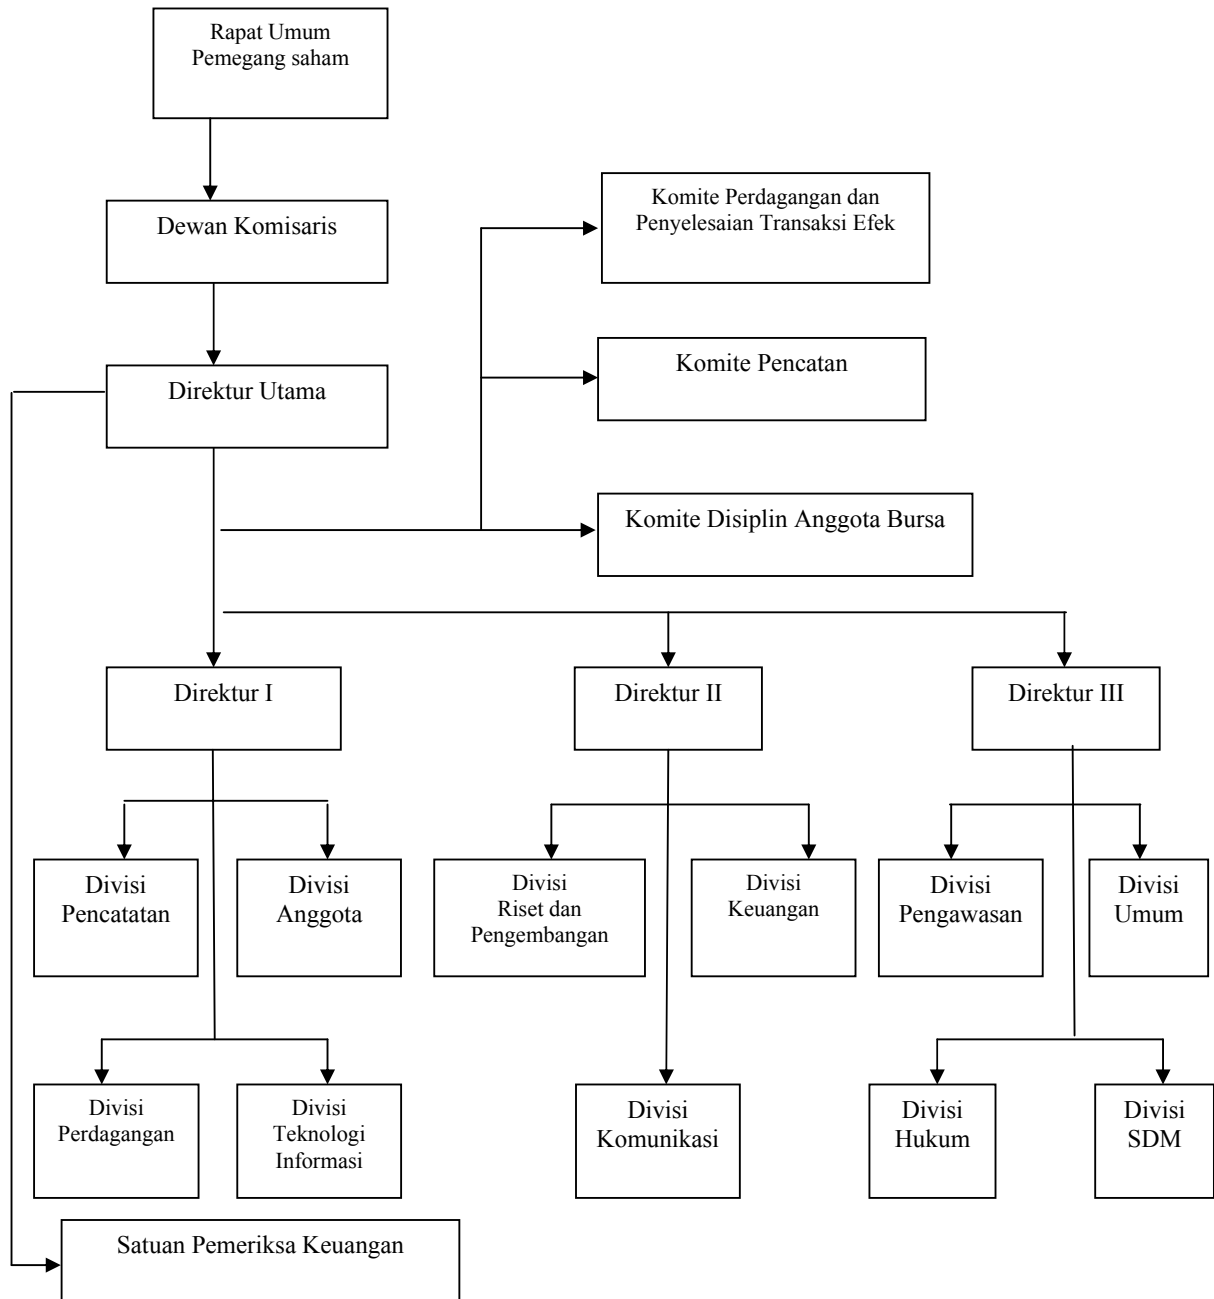 Rapat Umum
Pemegang saham
Komite Perdagangan dan
Penyelesaian Transaksi Efek
Dewan Komisaris
Komite Pencatan
Direktur Utama
Komite Disiplin Anggota Bursa
Direktur I
Direktur II
Direktur III
Divisi
Pencatatan
Divisi
Anggota
Divisi
Riset dan
Pengembangan
Divisi
Keuangan
Divisi
Pengawasan
Divisi
Umum
Divisi
Perdagangan
Divisi
Teknologi
Informasi
Divisi
Komunikasi
Divisi
Hukum
Divisi
SDM
Satuan Pemeriksa Keuangan